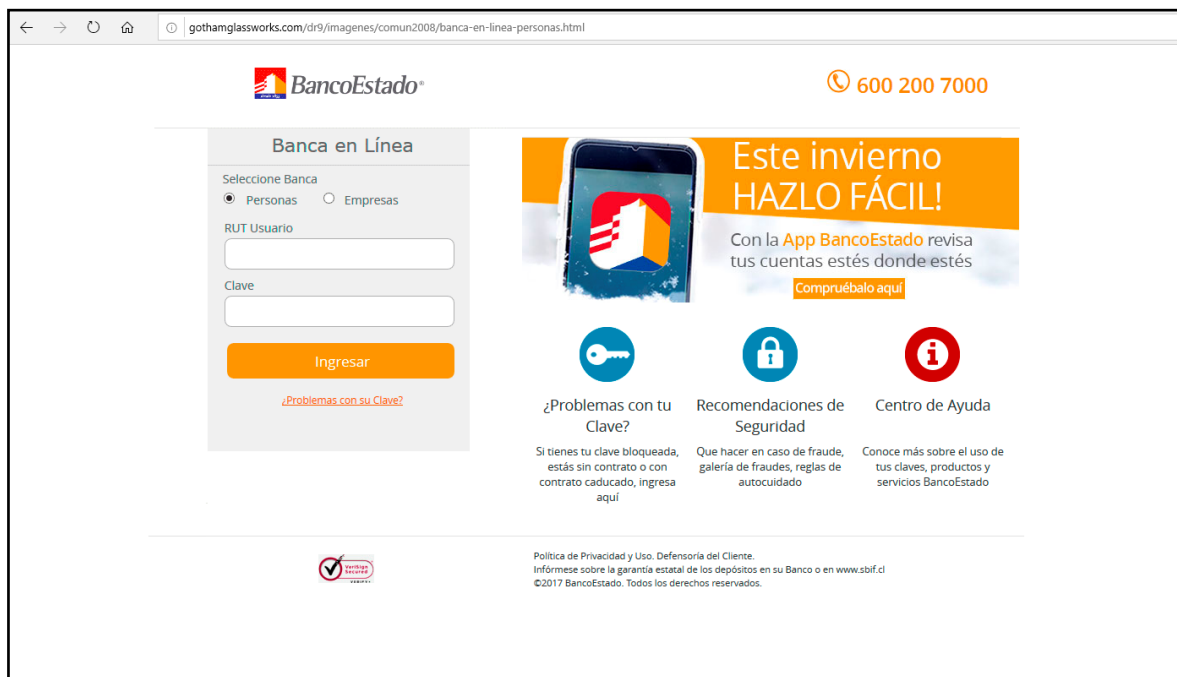 gothamglassworks.com/dr9/imagenes/comun2008/banca-en-linea-personas.html
BancoEstado®
600 200 7000
Banca en Línea
Seleccione Banca
Personas Empresas
RUT Usuario
Clave
Ingresar
¿Problemas con su Clave?
Este invierno
HAZLO FÁCIL!
Con la App BancoEstado revisa
tus cuentas estés donde estés
Compruébalo aquí
¿Problemas con tu
Clave?
Si tienes tu clave bloqueada,
estás sin contrato o con
contrato caducado, ingresa
aquí
Recomendaciones de
Seguridad
Que hacer en caso de fraude,
galería de fraudes, reglas de
autocuidado
Centro de Ayuda
Conoce más sobre el uso de
tus claves, productos y
servicios BancoEstado
VeriSign
Secured
Política de Privacidad y Uso. Defensoría del Cliente.
Infórmese sobre la garantía estatal de los depósitos en su Banco o en www.sbif.cl
©2017 BancoEstado. Todos los derechos reservados.